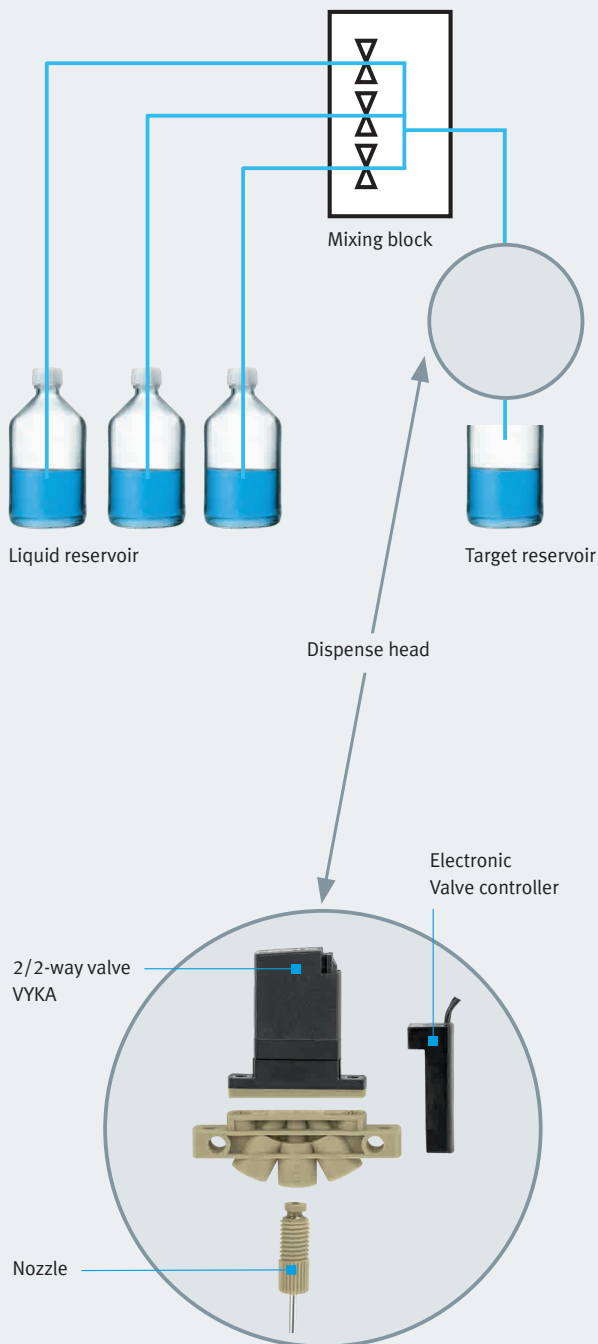 Mixing block
Liquid reservoir
Target reservoir
Dispense head
Electronic
Valve controller
2/2-way valve
VYKA
Nozzle